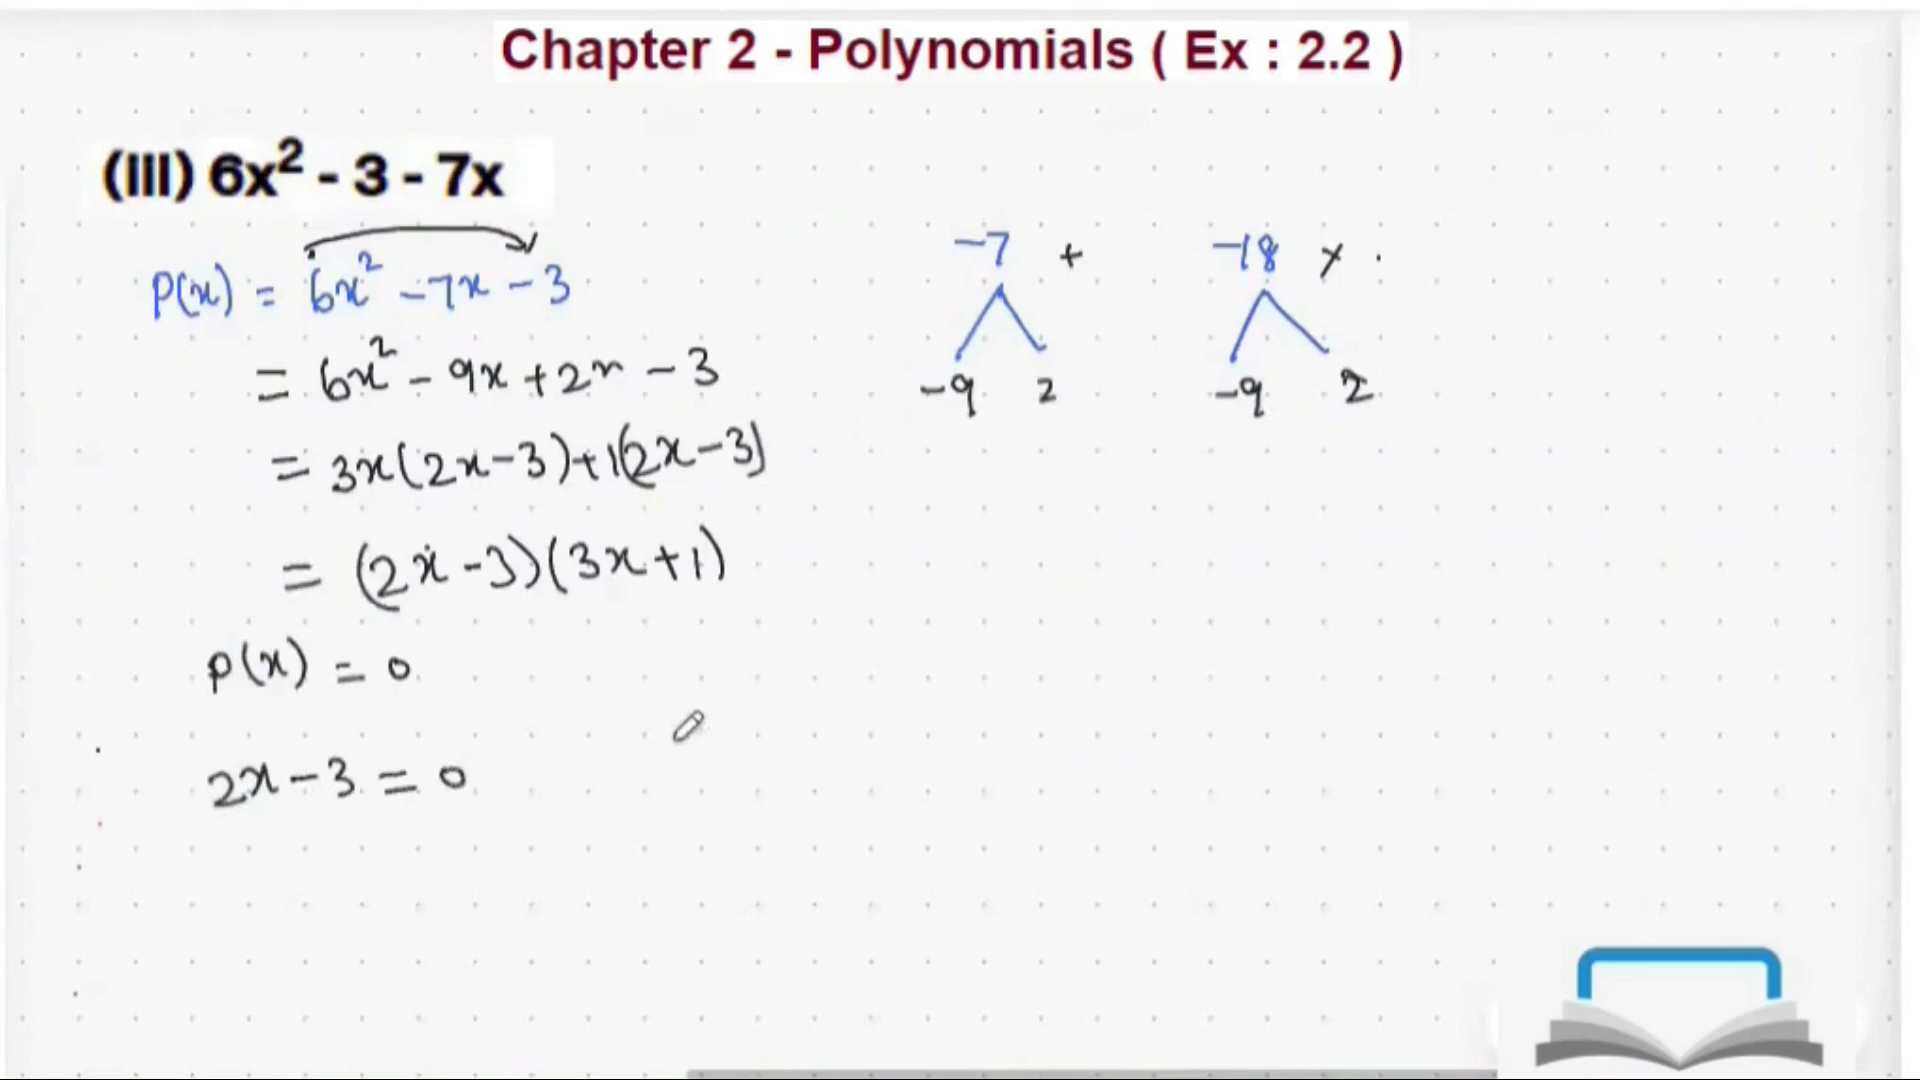 Chapter 2 - Polynomials ( Ex : 2.2 )
(III) 6x² - 3 - 7x
P(x) = 6x² - 7x - 3
= 6x² - 9x + 2x - 3
= 3x(2x-3)+1(2x-3)
= (2x-3)(3x+1)
P(x) = 0
2x - 3 = 0
-7 +
-9 2
-18 ×
-9 2